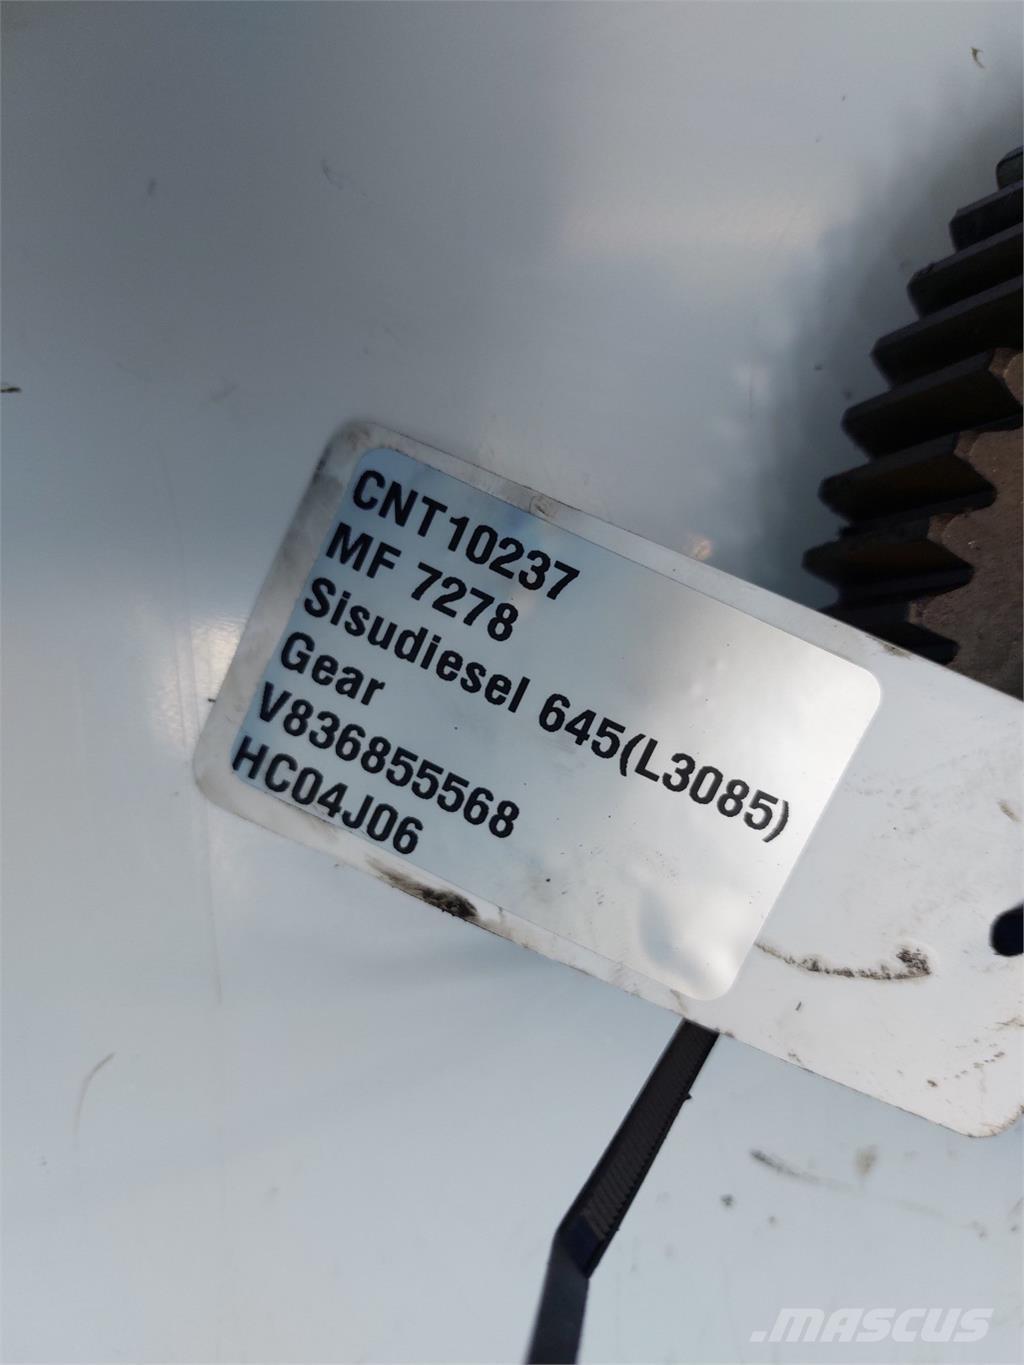 CNT10237
MF 7278
Sisudiesel 645(L3085)
Gear
V836855568
HC04J06
.MASCUS